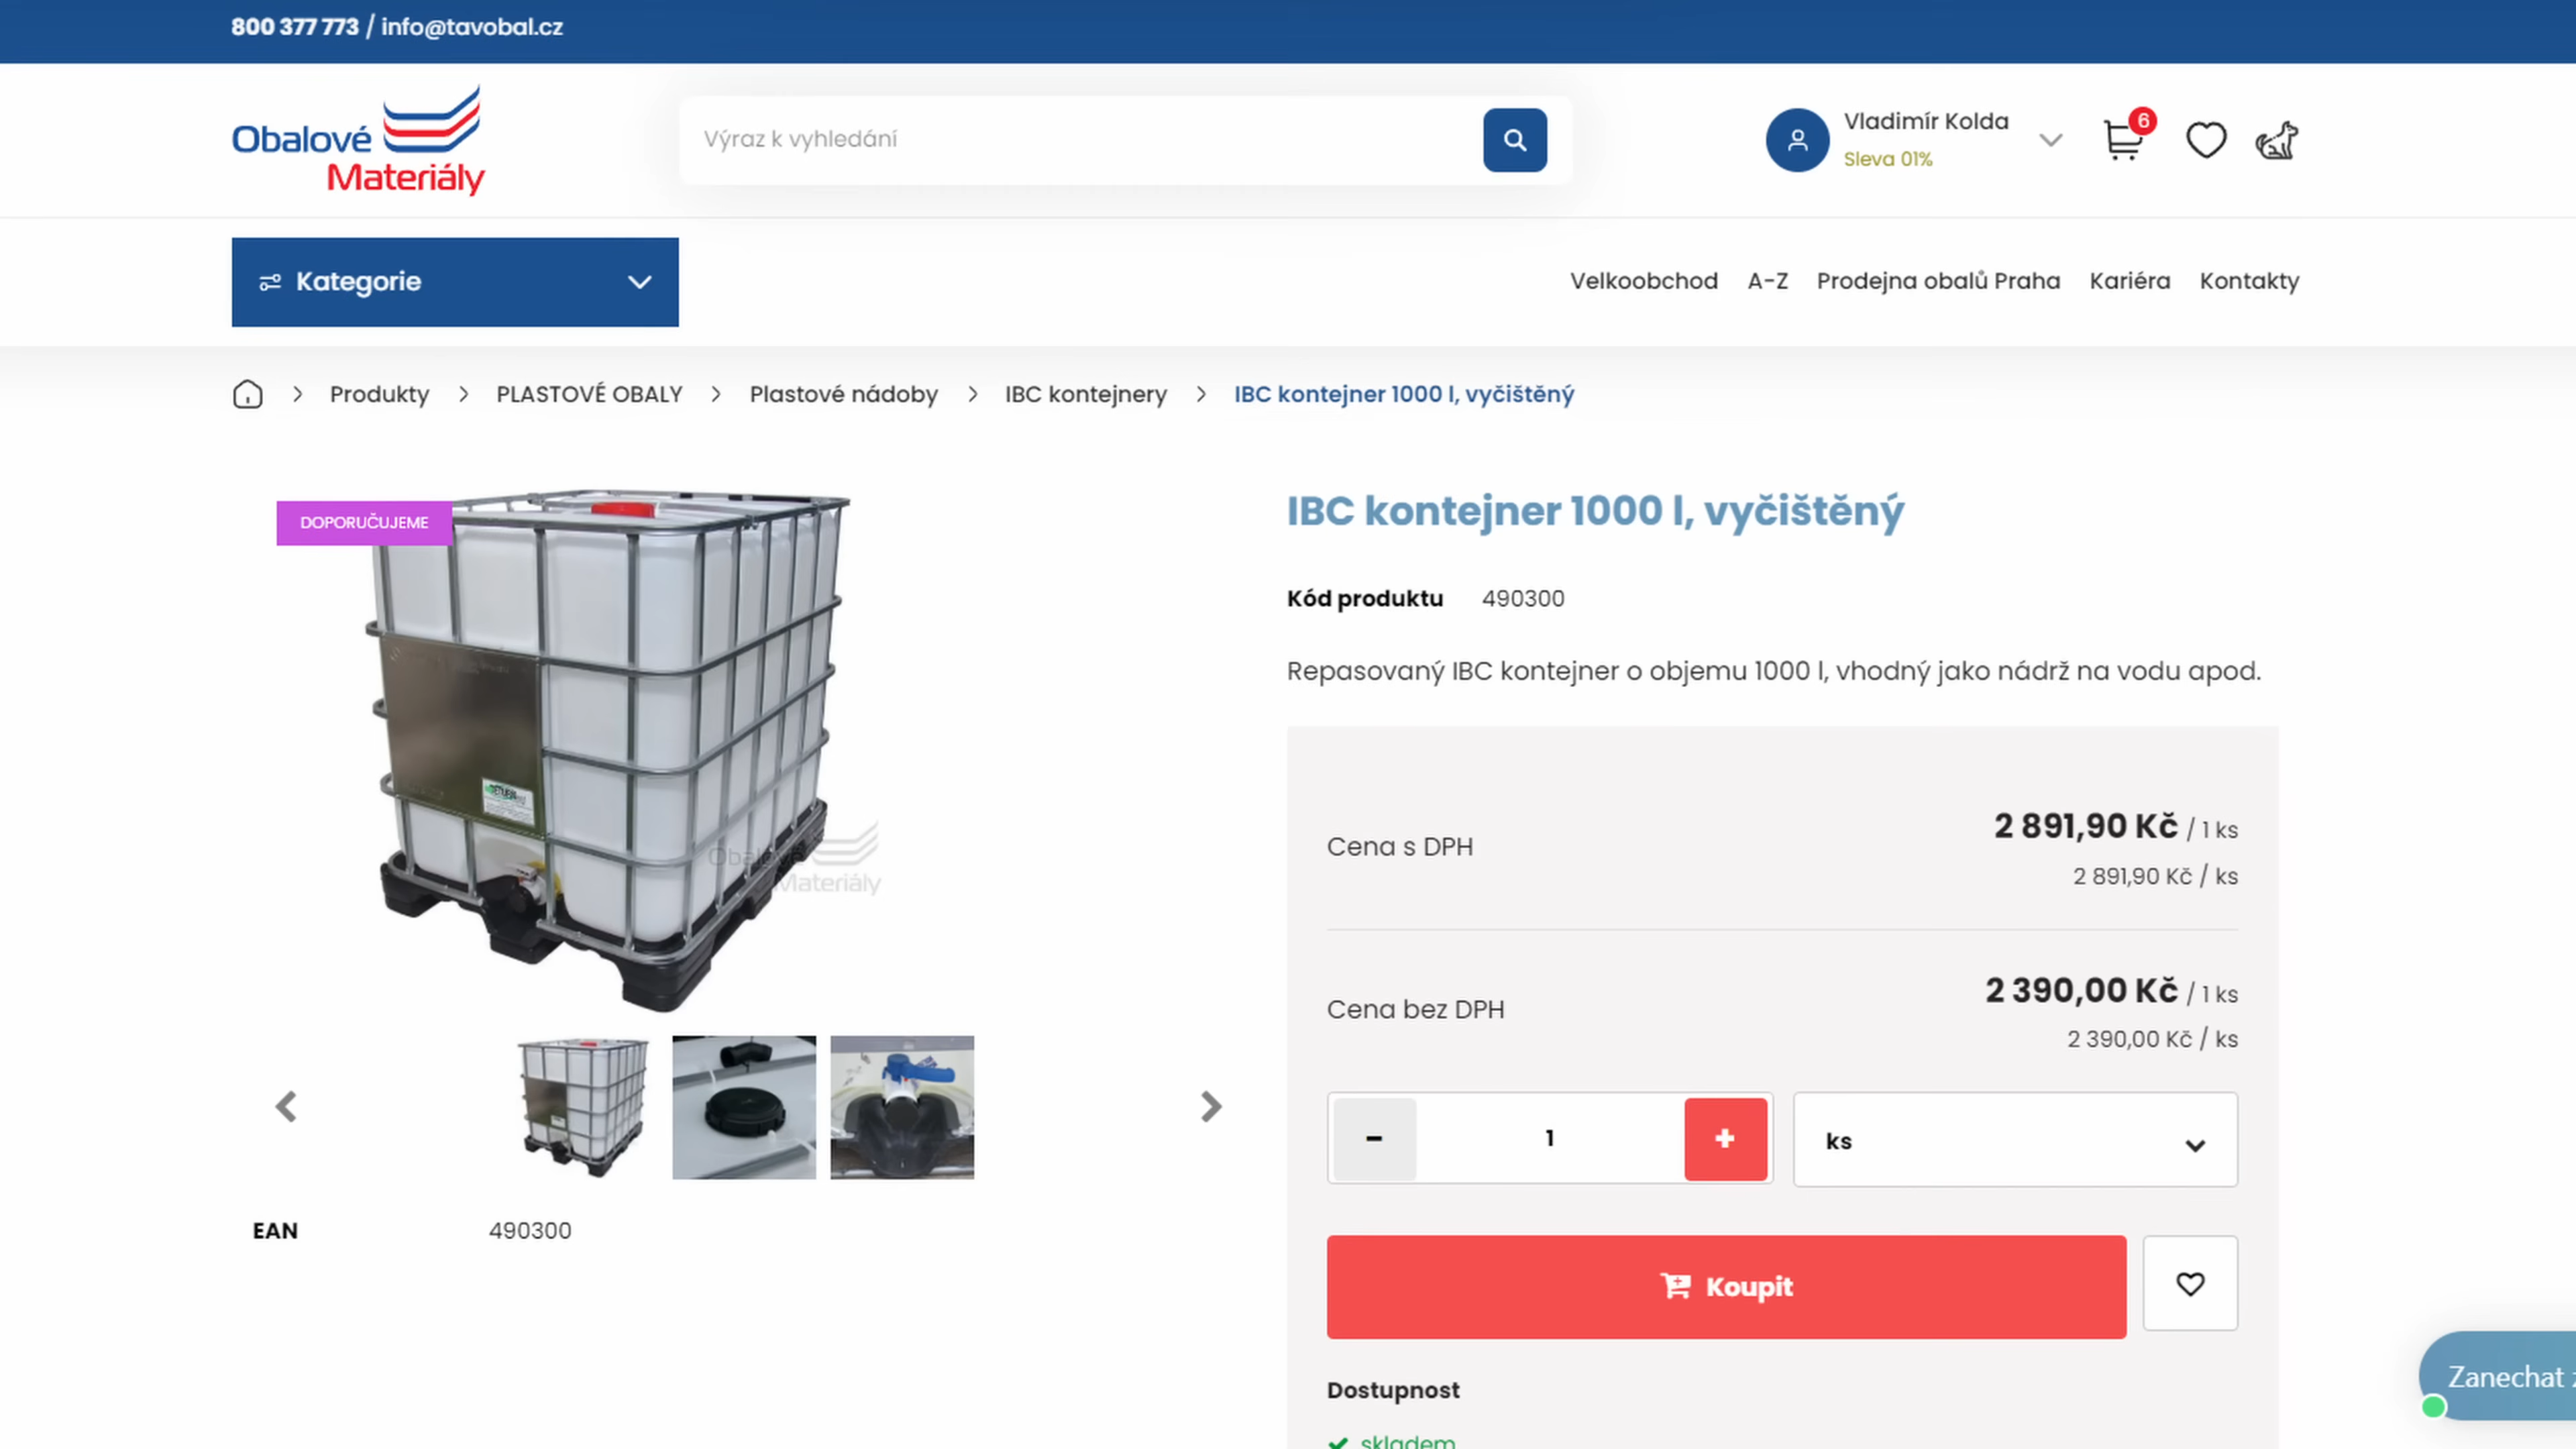 800 377 773 / info@tavobal.cz
Obalové
Materiály
Výraz k vyhledání
Vladimír Kolda
Sleva 01%
6
Kategorie
Velkoobchod A-Z Prodejna obalů Praha Kariéra Kontakty
Produkty PLASTOVÉ OBALY Plastové nádoby IBC kontejnery IBC kontejner 1000 l, vyčištěný
DOPORUČUJEME
Obalové
Materiály
EAN 490300
IBC kontejner 1000 l, vyčištěný
Kód produktu 490300
Repasovaný IBC kontejner o objemu 1000 l, vhodný jako nádrž na vodu apod.
Cena s DPH
2 891,90 Kč / 1 ks
2 891,90 Kč / ks
Cena bez DPH
2 390,00 Kč / 1 ks
2 390,00 Kč / ks
- 1 + ks
Koupit
Dostupnost
skladem
Zanechat